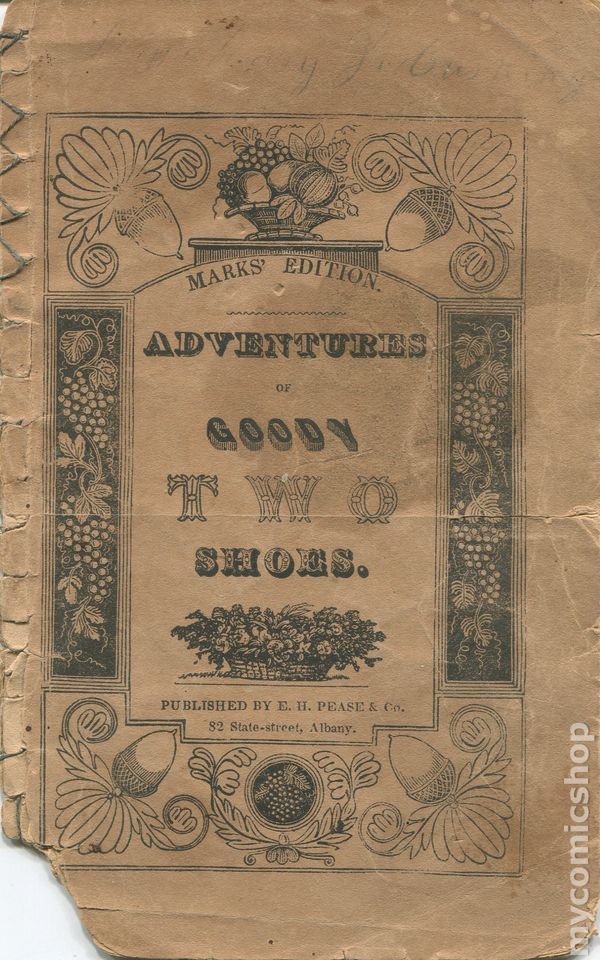 MARKS' EDITION.
ADVENTURES
OF
GOODY
TWO
SHOES.
PUBLISHED BY E. H. PEASE & Co.
82 State-street, Albany.
mycomicshop